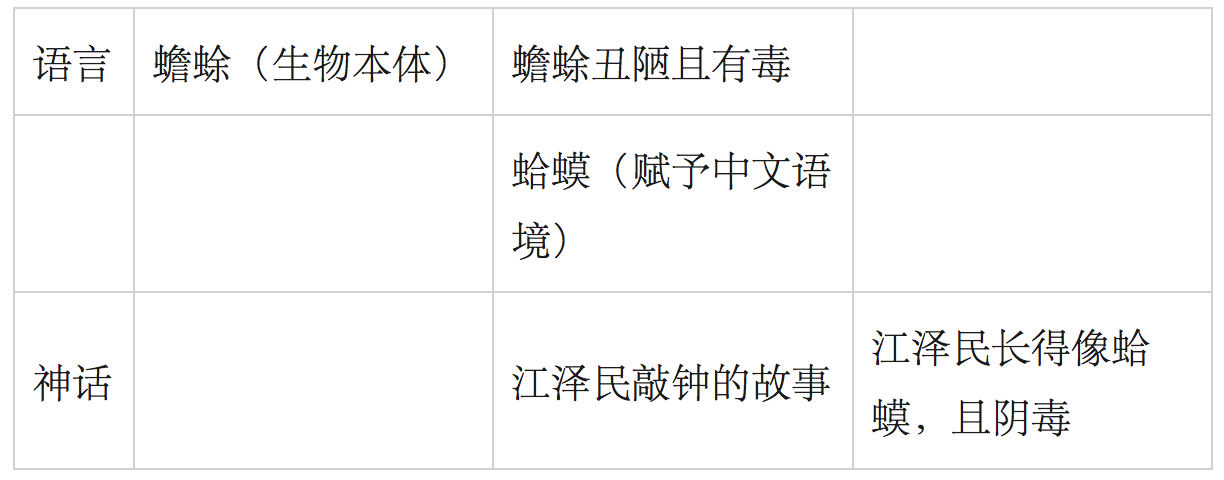 语言 蟾蜍（生物本体） 蟾蜍丑陋且有毒
蛤蟆（赋予中文语
境）
神话 江泽民敲钟的故事 江泽民长得像蛤
蟆，且阴毒